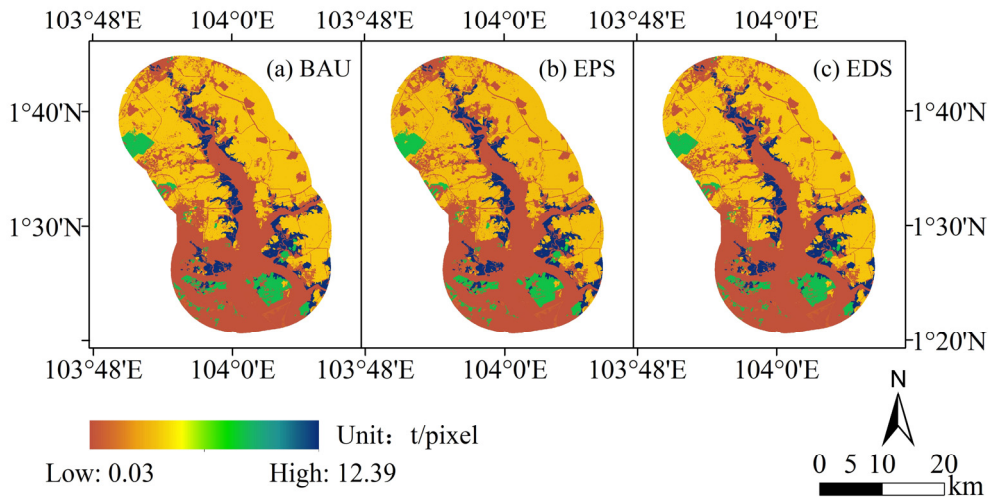 103°48'E 104°0'E 103°48'E 104°0'E 103°48'E 104°0'E
(a) BAU (b) EPS (c) EDS
1°40'N 1°40'N
1°30'N 1°30'N
1°20'N 1°20'N
103°48'E 104°0'E 103°48'E 104°0'E 103°48'E 104°0'E
N
Unit：t/pixel
Low: 0.03 High: 12.39
0 5 10 20
km